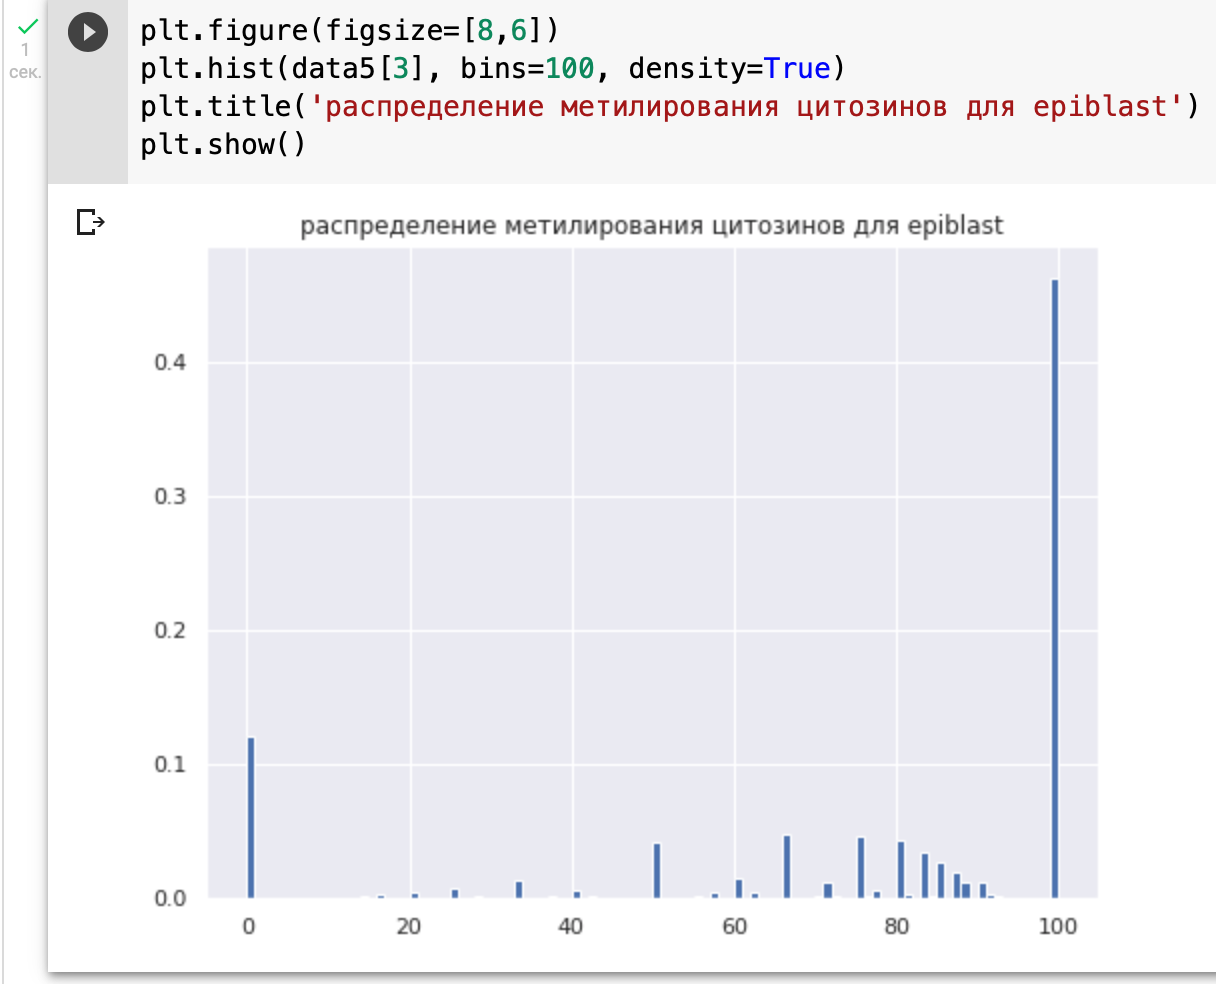 plt.figure(figsize=[8,6])
1
сек.
plt.hist(data5[3], bins=100, density=True)
plt.title('распределение метилирования цитозинов для epiblast')
plt.show()
распределение метилирования цитозинов для epiblast
0.4
0.3
0.2
0.1
0.0
0 20 40 60 80 100